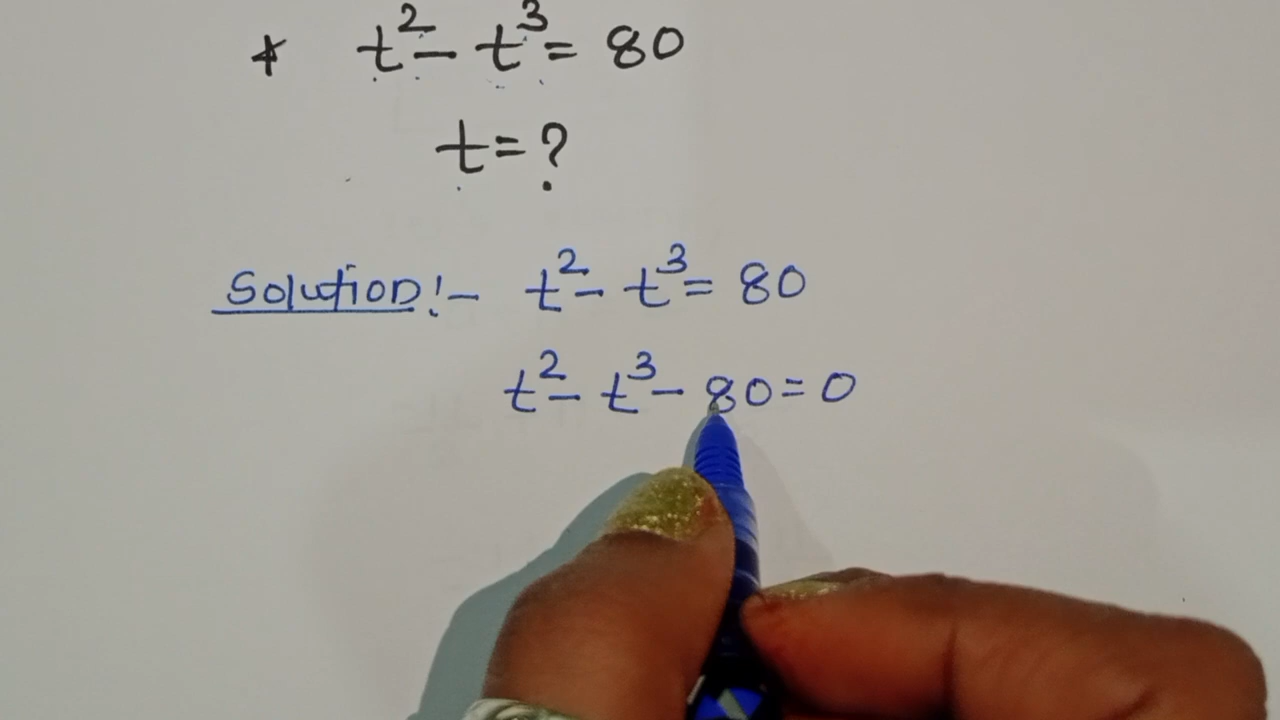 * t² - t³ = 80
t = ?
Solution!- t² - t³ = 80
t² - t³ - 80 = 0